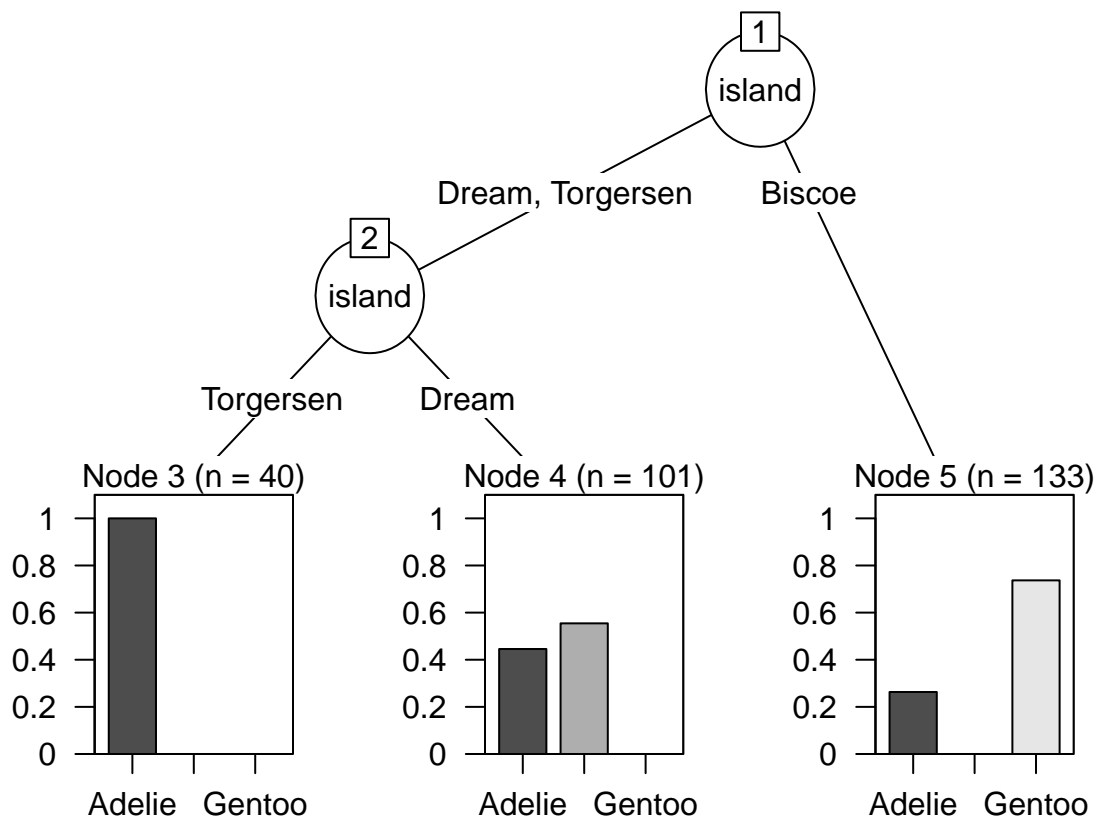 1
island
Dream, Torgersen
Biscoe
2
island
Torgersen
Dream
Node 3 (n = 40)
1
0.8
0.6
0.4
0.2
0
Adelie Gentoo
Node 4 (n = 101)
1
0.8
0.6
0.4
0.2
0
Adelie Gentoo
Node 5 (n = 133)
1
0.8
0.6
0.4
0.2
0
Adelie Gentoo